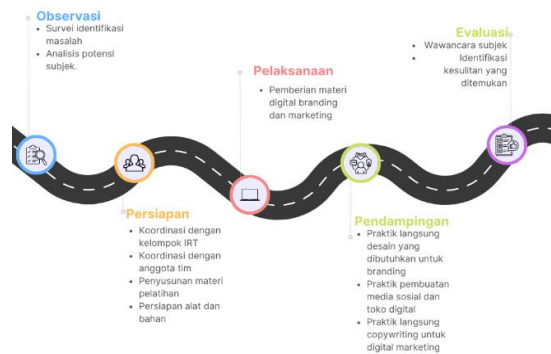 Observasi
• Survei identifikasi
masalah
• Analisis potensi
subjek.
Persiapan
• Koordinasi dengan
kelompok IRT
• Koordinasi dengan
anggota tim
• Penyusunan materi
pelatihan
• Persiapan alat dan
bahan
Pelaksanaan
• Pemberian materi
digital branding
dan marketing
Pendampingan
• Praktik langsung
desain yang
dibutuhkan untuk
branding
• Praktik pembuatan
media sosial dan
toko digital
• Praktik langsung
copywriting untuk
digital marketing
Evaluasi
• Wawancara subjek
• Identifikasi
kesulitan yang
ditemukan